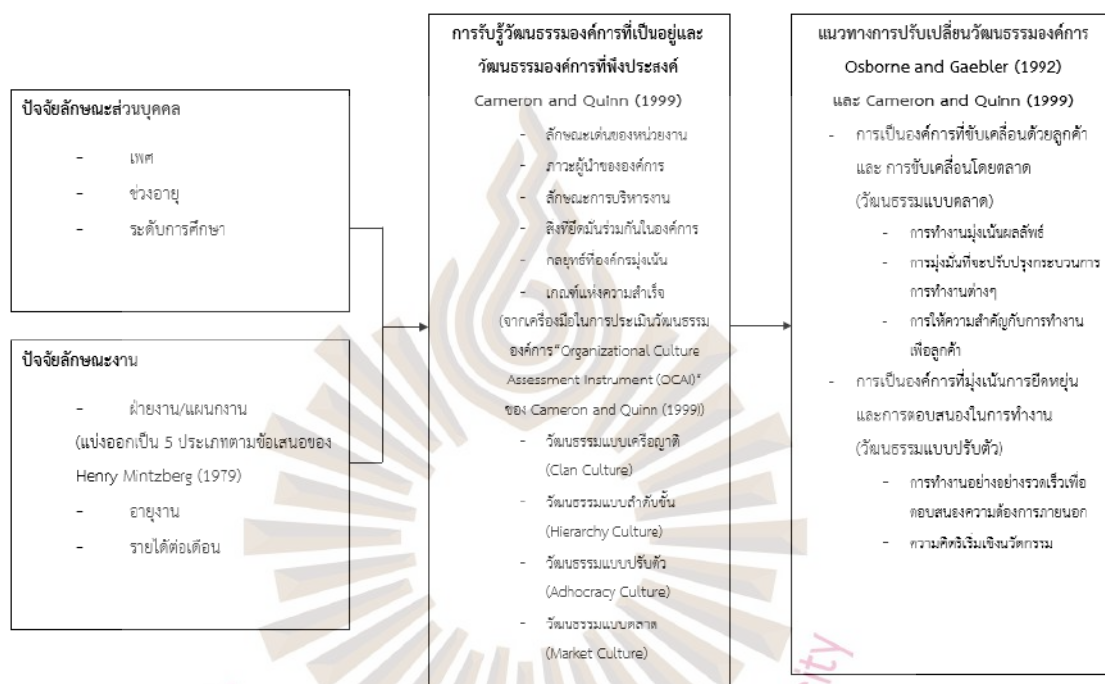 ปัจจัยลักษณะส่วนบุคคล
- เพศ
- ช่วงอายุ
- ระดับการศึกษา
ปัจจัยลักษณะงาน
- ฝ่ายงาน/แผนกงาน
(แบ่งออกเป็น 5 ประเภทตามข้อเสนอของ
Henry Mintzberg (1979)
- อายุงาน
- รายได้ต่อเดือน
การรับรู้วัฒนธรรมองค์การที่เป็นอยู่และ
วัฒนธรรมองค์การที่พึงประสงค์
Cameron and Quinn (1999)
- ลักษณะเด่นของหน่วยงาน
- ภาวะผู้นำขององค์การ
- ลักษณะการบริหารงาน
- สิ่งที่ยึดมั่นร่วมกันในองค์การ
- กลยุทธ์ที่องค์กรมุ่งเน้น
- เกณฑ์แห่งความสำเร็จ
(จากเครื่องมือในการประเมินวัฒนธรรม
องค์การ"Organizational Culture
Assessment Instrument (OCAI)"
ของ Cameron and Quinn (1999))
- วัฒนธรรมแบบเครือญาติ
(Clan Culture)
- วัฒนธรรมแบบลำดับขั้น
(Hierarchy Culture)
- วัฒนธรรมแบบปรับตัว
(Adhocracy Culture)
- วัฒนธรรมแบบตลาด
(Market Culture)
แนวทางการปรับเปลี่ยนวัฒนธรรมองค์การ
Osborne and Gaebler (1992)
และ Cameron and Quinn (1999)
- การเป็นองค์การที่ขับเคลื่อนด้วยลูกค้า
และ การขับเคลื่อนโดยตลาด
(วัฒนธรรมแบบตลาด)
- การทำงานมุ่งเน้นผลลัพธ์
- การมุ่งมั่นที่จะปรับปรุงกระบวนการ
การทำงานต่างๆ
- การให้ความสำคัญกับการทำงาน
เพื่อลูกค้า
- การเป็นองค์การที่มุ่งเน้นการยืดหยุ่น
และการตอบสนองในการทำงาน
(วัฒนธรรมแบบปรับตัว)
- การทำงานอย่างอย่างรวดเร็วเพื่อ
ตอบสนองความต้องการภายนอก
- ความคิดริเริ่มเชิงนวัตกรรม